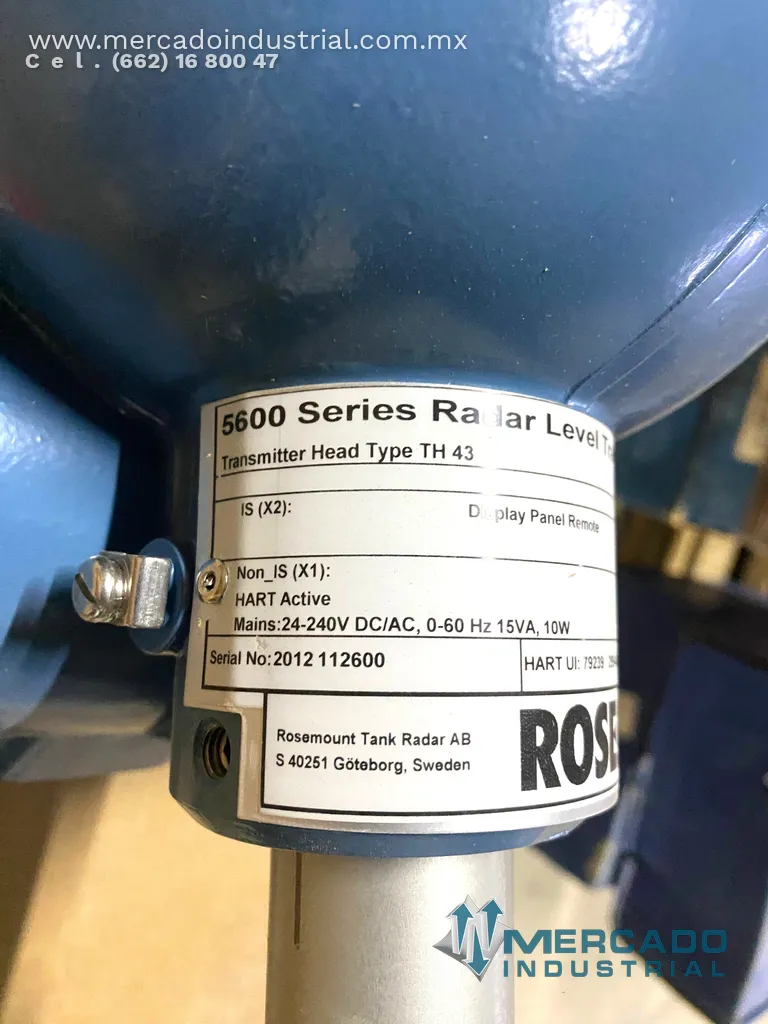 www.mercadoindustrial.com.mx
Cel. (662) 16 800 47
5600 Series Radar Level
Transmitter Head Type TH 43
IS (X2):
Display Panel Remote
Non_IS (X1):
HART Active
Mains:24-240V DC/AC, 0-60 Hz 15VA, 10W
Serial No:2012 112600
HART UI: 79239
Rosemount Tank Radar AB
S 40251 Göteborg, Sweden
ROSE
MERCADO
INDUSTRIAL